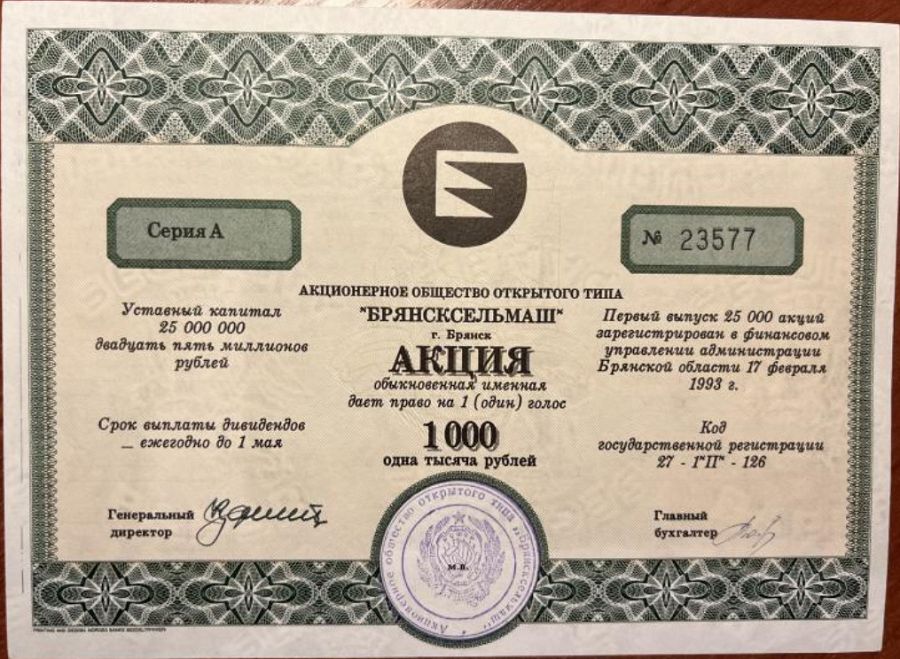 Серия А
№ 23577
АКЦИОНЕРНОЕ ОБЩЕСТВО ОТКРЫТОГО ТИПА
"БРЯНСКСЕЛЬМАШ"
г. Брянск
АКЦИЯ
обыкновенная именная
дает право на 1 (один) голос
1000
одна тысяча рублей
Уставный капитал
25 000 000
двадцать пять миллионов
рублей
Срок выплаты дивидендов
— ежегодно до 1 мая
Первый выпуск 25 000 акций
зарегистрирован в финансовом
управлении администрации
Брянской области 17 февраля
1993 г.
Код
государственной регистрации
27 - 1"П" - 126
Генеральный
директор
Главный
бухгалтер
Акционерное общество открытого типа "Брянсксельмаш"
М.П.
PRINTING AND DESIGN